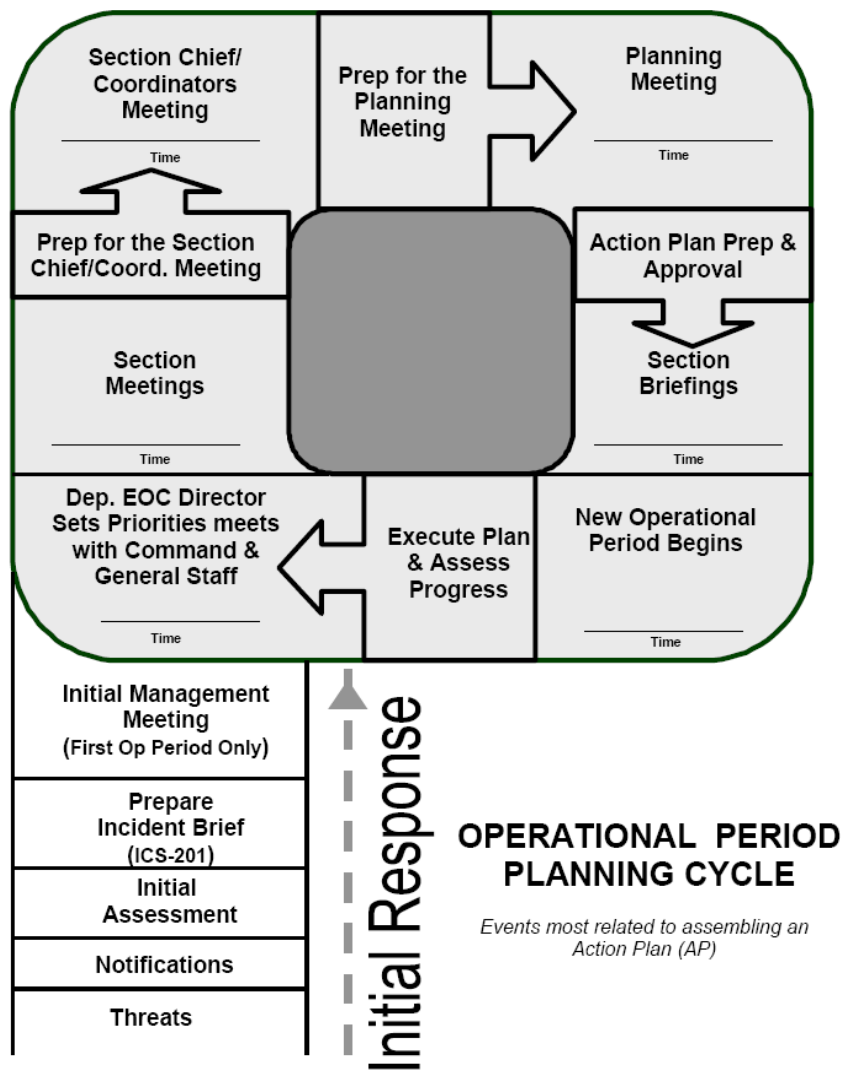 Section Chief/
Coordinators
Meeting
Time
Prep for the
Planning
Meeting
Planning
Meeting
Time
Prep for the Section
Chief/Coord. Meeting
Action Plan Prep &
Approval
Section
Meetings
Time
Section
Briefings
Time
Dep. EOC Director
Sets Priorities meets
with Command &
General Staff
Time
Execute Plan
& Assess
Progress
New Operational
Period Begins
Time
Initial Management
Meeting
(First Op Period Only)
Prepare
Incident Brief
(ICS-201)
Initial
Assessment
Notifications
Threats
Initial Response
OPERATIONAL PERIOD
PLANNING CYCLE
Events most related to assembling an
Action Plan (AP)